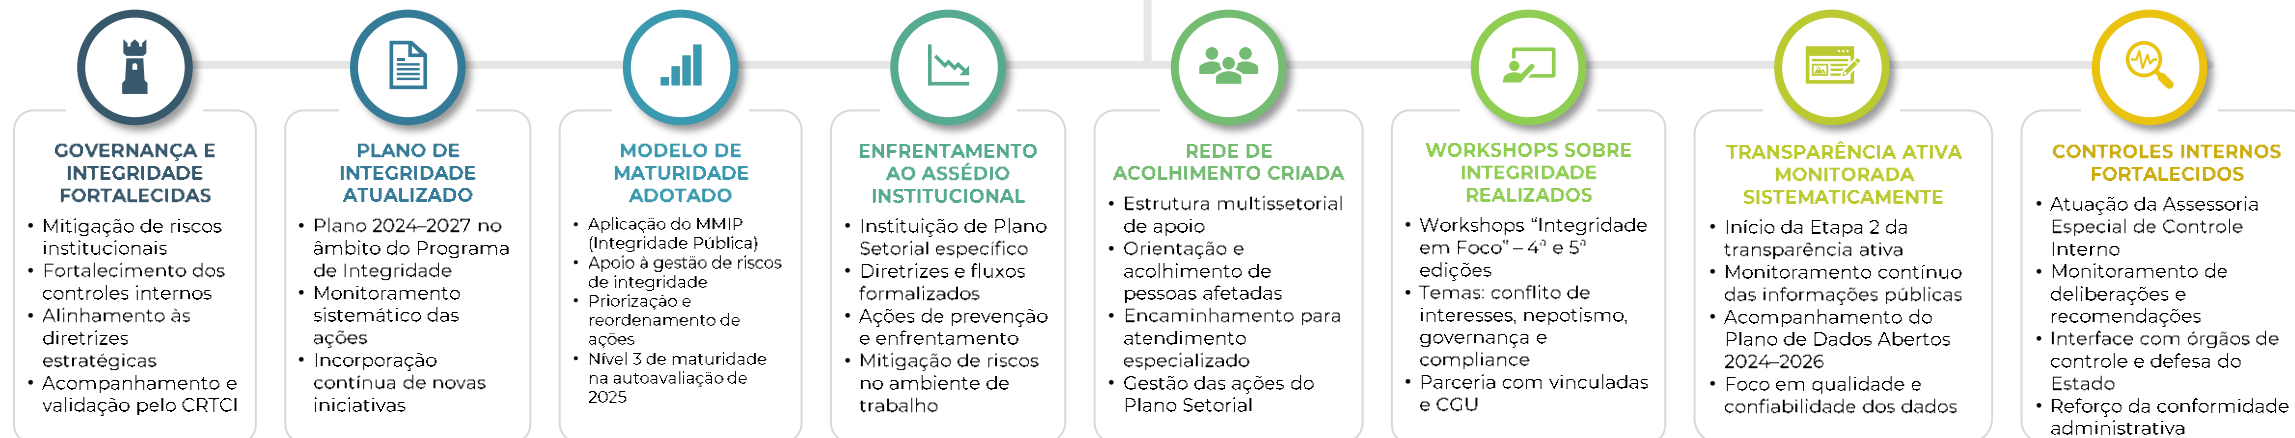 GOVERNANÇA E
INTEGRIDADE
FORTALECIDAS
• Mitigação de riscos
institucionais
• Fortalecimento dos
controles internos
• Alinhamento às
diretrizes
estratégicas
• Acompanhamento e
validação pelo CRTCI
PLANO DE
INTEGRIDADE
ATUALIZADO
• Plano 2024–2027 no
âmbito do Programa
de Integridade
• Monitoramento
sistemático das
ações
• Incorporação
contínua de novas
iniciativas
MODELO DE
MATURIDADE
ADOTADO
• Aplicação do MMIP
(Integridade Pública)
• Apoio à gestão de riscos
de integridade
• Priorização e
reordenamento de
ações
• Nível 3 de maturidade
na autoavaliação de
2025
ENFRENTAMENTO
AO ASSÉDIO
INSTITUCIONAL
• Instituição de Plano
Setorial específico
• Diretrizes e fluxos
formalizados
• Ações de prevenção
e enfrentamento
• Mitigação de riscos
no ambiente de
trabalho
REDE DE
ACOLHIMENTO CRIADA
• Estrutura multissetorial
de apoio
• Orientação e
acolhimento de
pessoas afetadas
• Encaminhamento para
atendimento
especializado
• Gestão das ações do
Plano Setorial
WORKSHOPS SOBRE
INTEGRIDADE
REALIZADOS
• Workshops “Integridade
em Foco” – 4ª e 5ª
edições
• Temas: conflito de
interesses, nepotismo,
governança e
compliance
• Parceria com vinculadas
e CGU
TRANSPARÊNCIA ATIVA
MONITORADA
SISTEMATICAMENTE
• Início da Etapa 2 da
transparência ativa
• Monitoramento contínuo
das informações públicas
• Acompanhamento do
Plano de Dados Abertos
2024–2026
• Foco em qualidade e
confiabilidade dos dados
CONTROLES INTERNOS
FORTALECIDOS
• Atuação da Assessoria
Especial de Controle
Interno
• Monitoramento de
deliberações e
recomendações
• Interface com órgãos de
controle e defesa do
Estado
• Reforço da conformidade
administrativa